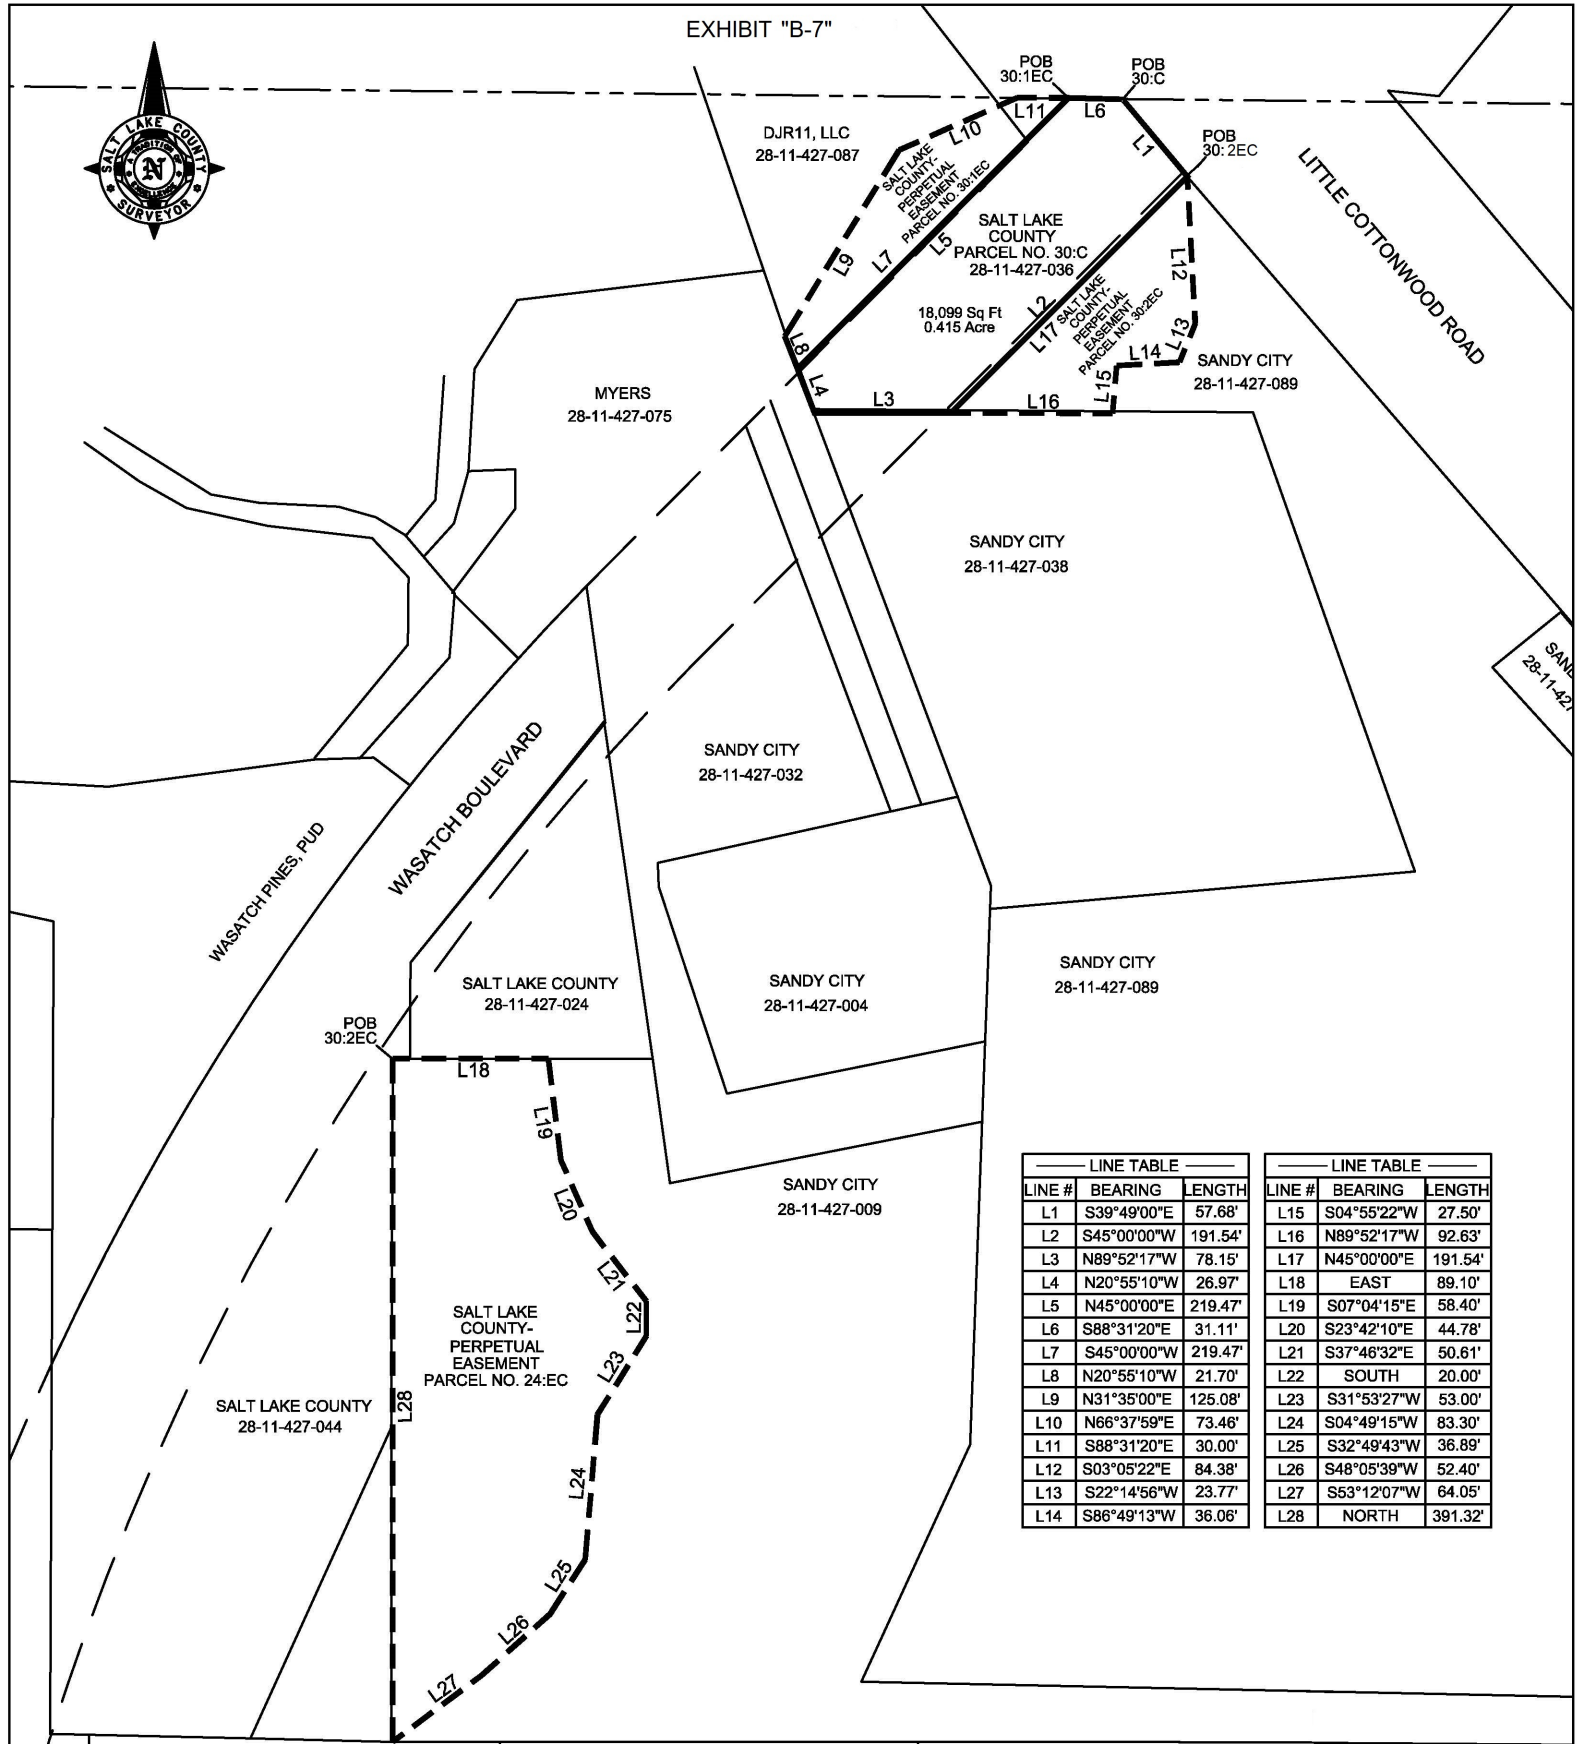 EXHIBIT "B-7"
SALT LAKE COUNTY
SURVEYOR
A TRADITION OF
EXCELLENCE
N
POB
30:1EC
POB
30:C
POB
30:2EC
L11
L6
L10
L1
DJR11, LLC
28-11-427-087
SALT LAKE
COUNTY-
PERPETUAL
EASEMENT
PARCEL NO. 30:1EC
L9
L7
L5
SALT LAKE
COUNTY
PARCEL NO. 30:C
28-11-427-036
18,099 Sq Ft
0.415 Acre
L2
L17
SALT LAKE
COUNTY-
PERPETUAL
EASEMENT
PARCEL NO. 30:2EC
L12
L13
L14
L15
L16
L8
L4
L3
LITTLE COTTONWOOD ROAD
SANDY CITY
28-11-427-089
MYERS
28-11-427-075
SANDY CITY
28-11-427-038
28-11-427
WASATCH BOULEVARD
WASATCH PINES, PUD
SANDY CITY
28-11-427-032
SALT LAKE COUNTY
28-11-427-024
SANDY CITY
28-11-427-004
SANDY CITY
28-11-427-089
POB
30:2EC
L18
L19
L20
L21
L22
L23
L24
L25
L26
L27
L28
SANDY CITY
28-11-427-009
SALT LAKE
COUNTY-
PERPETUAL
EASEMENT
PARCEL NO. 24:EC
SALT LAKE COUNTY
28-11-427-044
LINE TABLE
LINE # BEARING LENGTH
L1 S39°49'00"E 57.68'
L2 S45°00'00"W 191.54'
L3 N89°52'17"W 78.15'
L4 N20°55'10"W 26.97'
L5 N45°00'00"E 219.47'
L6 S88°31'20"E 31.11'
L7 S45°00'00"W 219.47'
L8 N20°55'10"W 21.70'
L9 N31°35'00"E 125.08'
L10 N66°37'59"E 73.46'
L11 S88°31'20"E 30.00'
L12 S03°05'22"E 84.38'
L13 S22°14'56"W 23.77'
L14 S86°49'13"W 36.06'
LINE TABLE
LINE # BEARING LENGTH
L15 S04°55'22"W 27.50'
L16 N89°52'17"W 92.63'
L17 N45°00'00"E 191.54'
L18 EAST 89.10'
L19 S07°04'15"E 58.40'
L20 S23°42'10"E 44.78'
L21 S37°46'32"E 50.61'
L22 SOUTH 20.00'
L23 S31°53'27"W 53.00'
L24 S04°49'15"W 83.30'
L25 S32°49'43"W 36.89'
L26 S48°05'39"W 52.40'
L27 S53°12'07"W 64.05'
L28 NORTH 391.32'